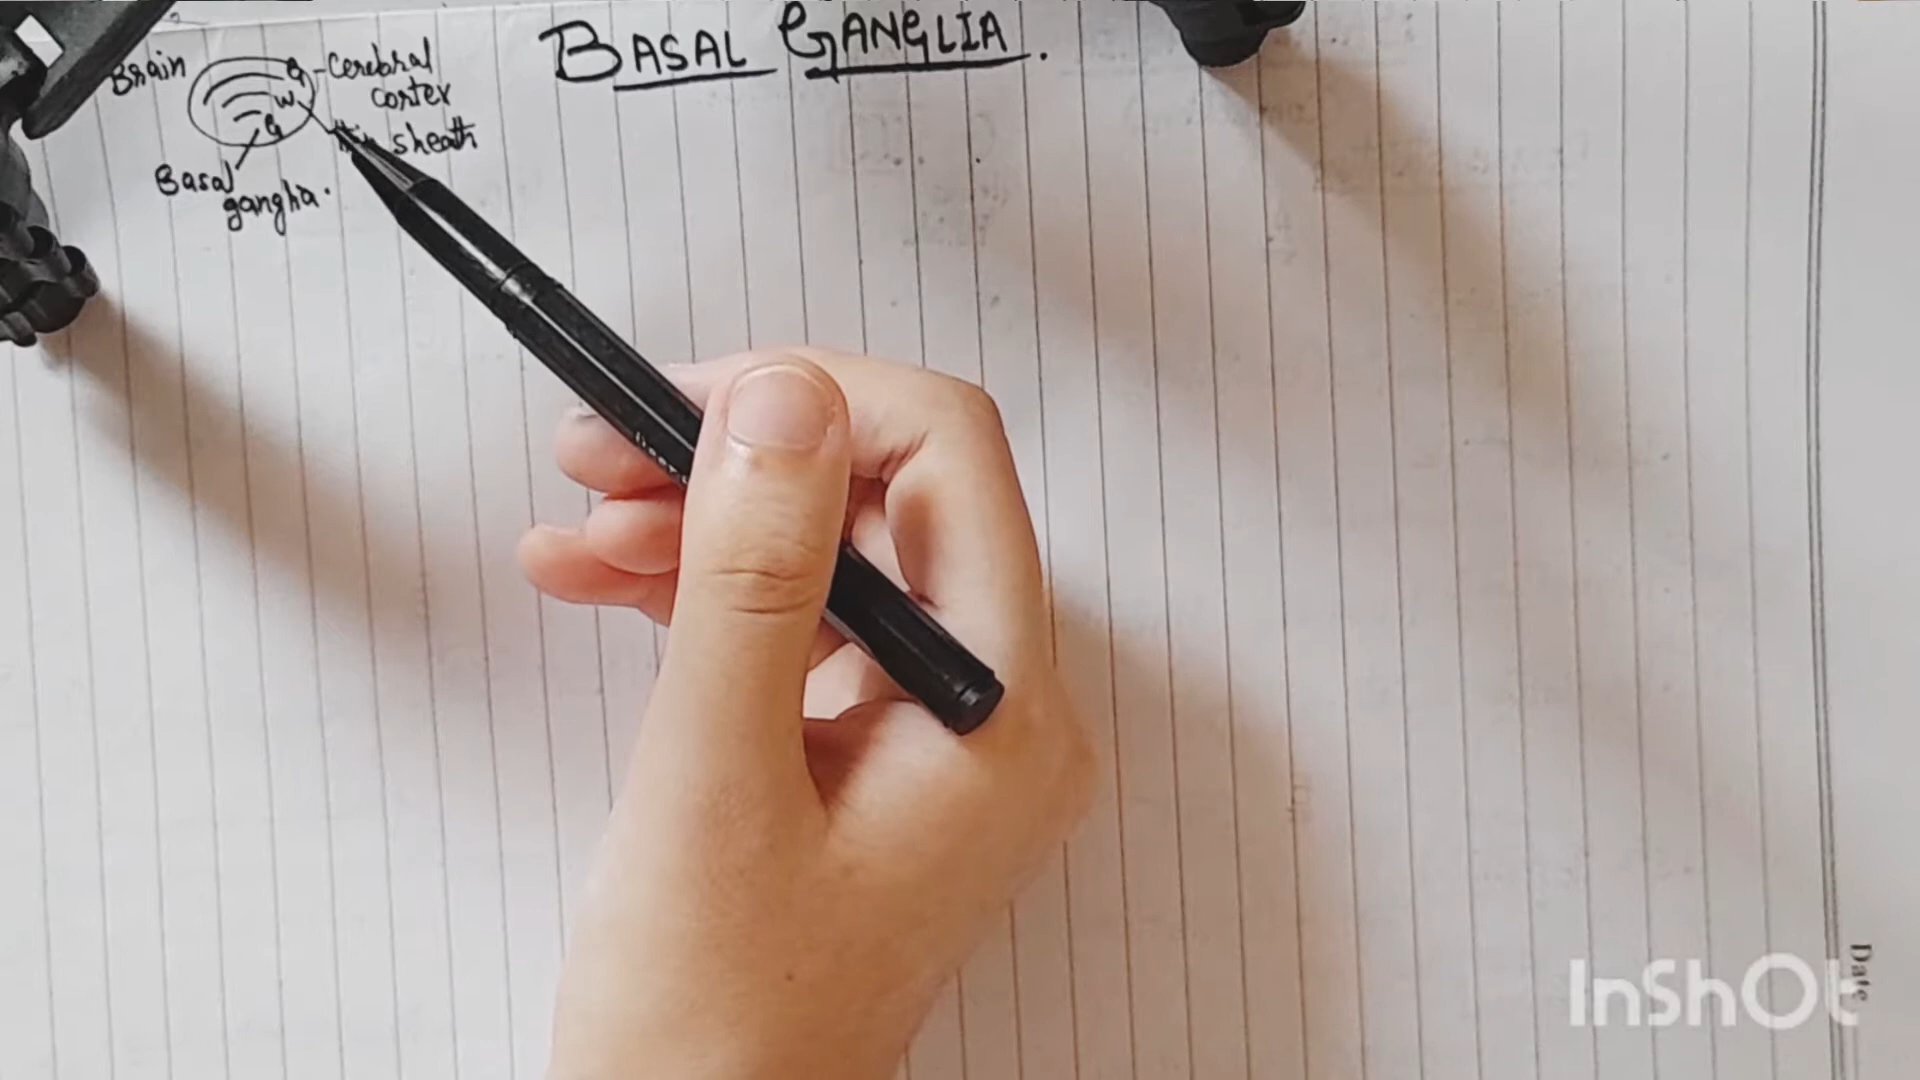 BASAL GANGLIA.
Brain
G - Cerebral
cortex
W
sheath
G
Basal
ganglia.
InShot
Date